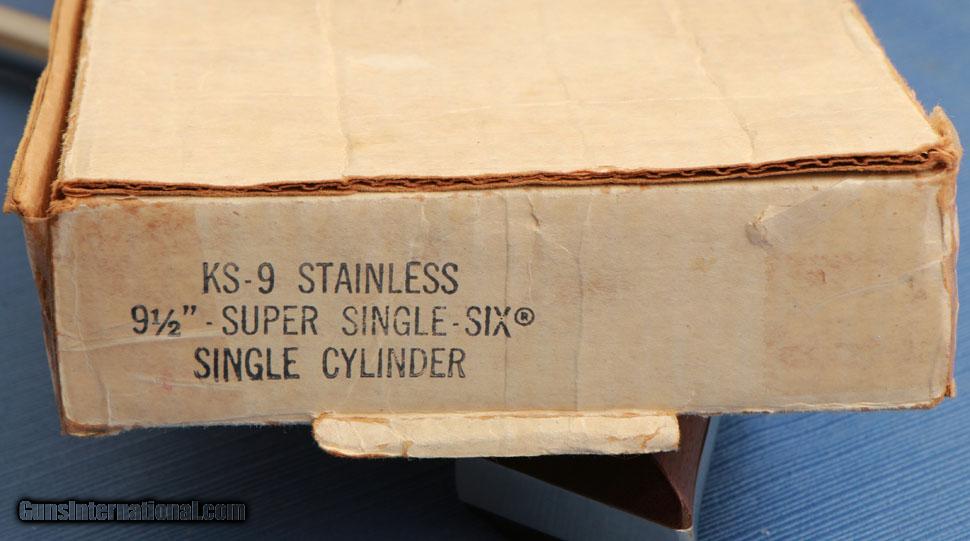 KS-9 STAINLESS
9½" - SUPER SINGLE-SIX®
SINGLE CYLINDER
GunsInternational.com